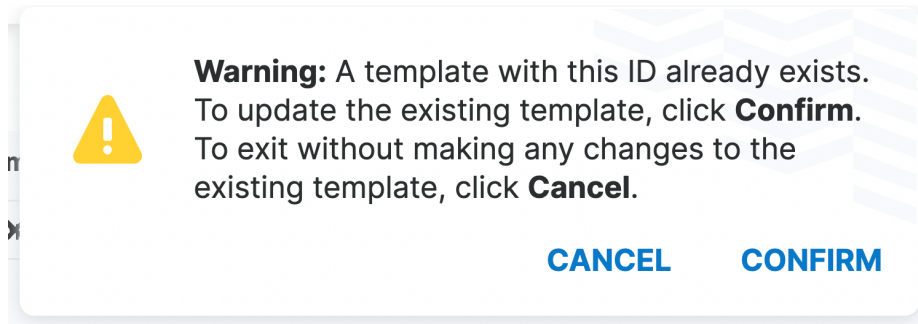 Warning: A template with this ID already exists.
To update the existing template, click Confirm.
To exit without making any changes to the
existing template, click Cancel.
CANCEL CONFIRM